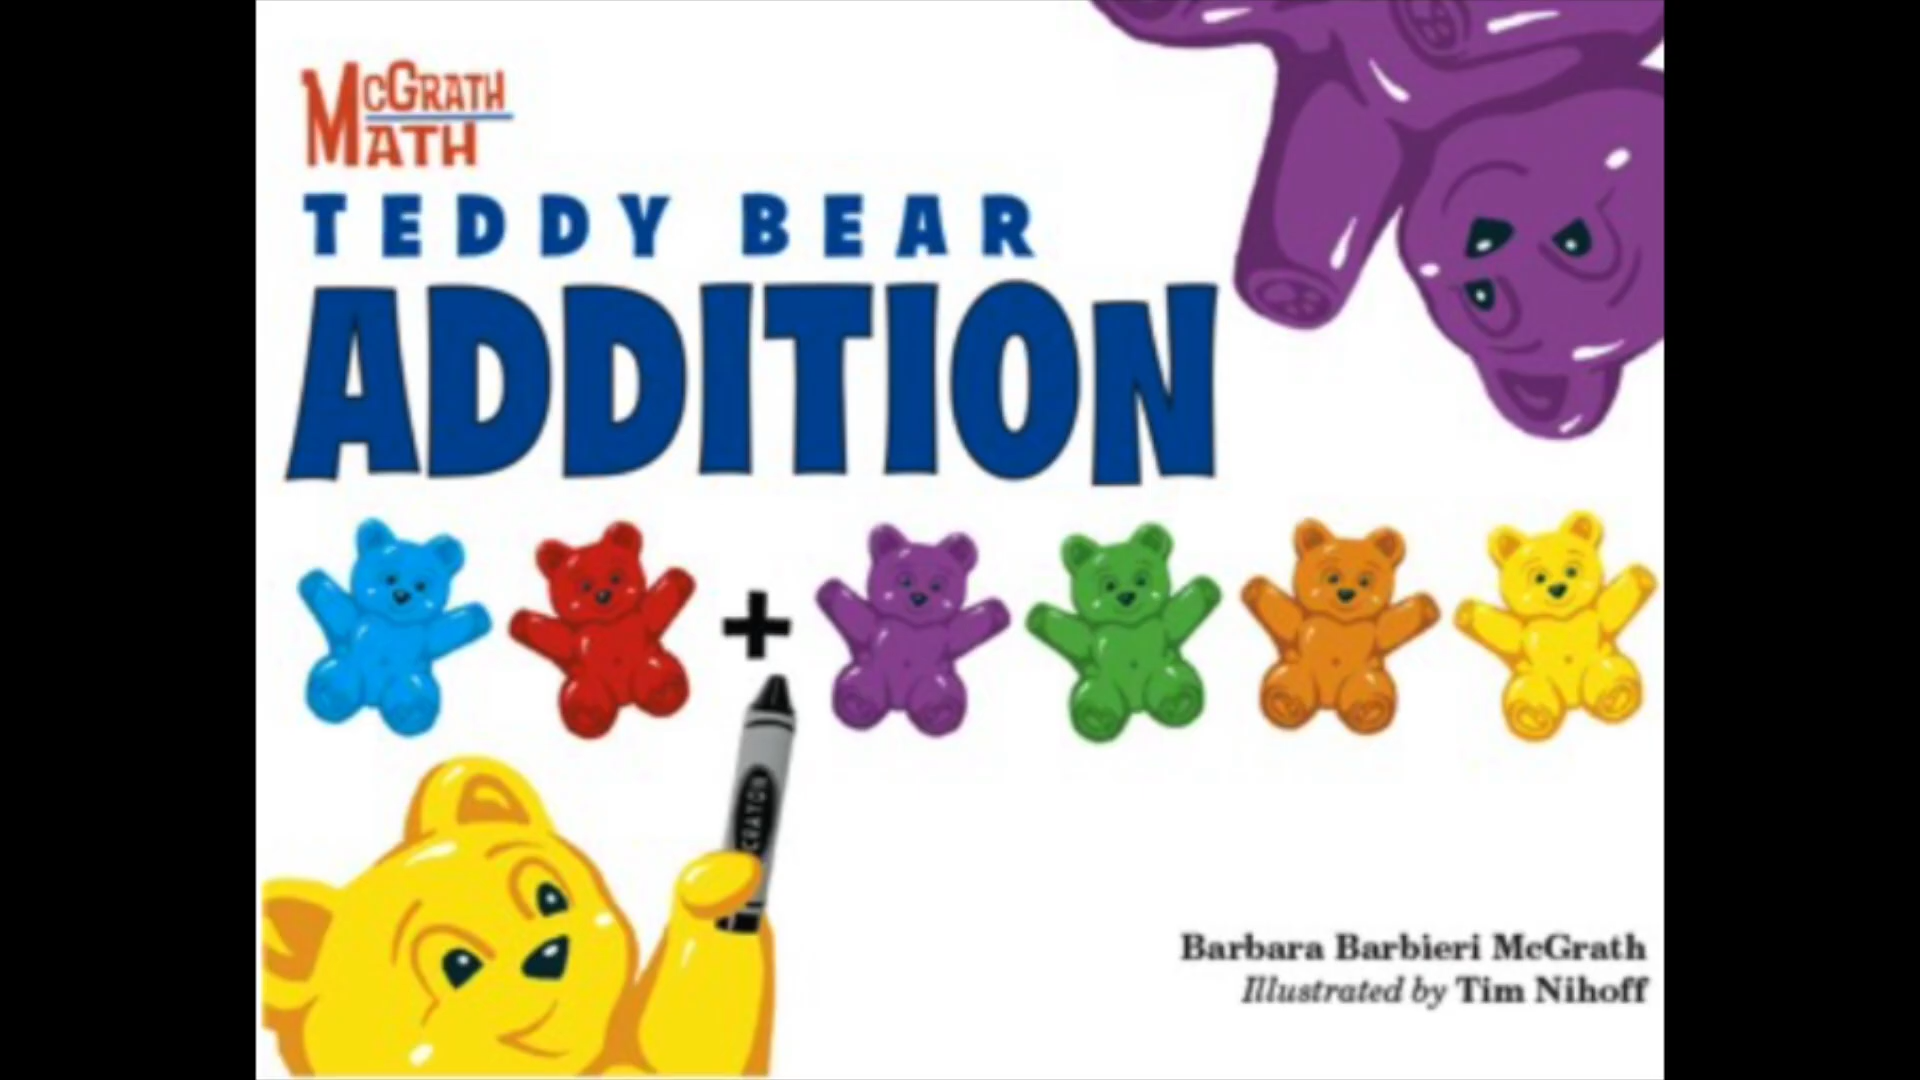 McGrath
Math
TEDDY BEAR
ADDITION
+
CRAYON
Barbara Barbieri McGrath
Illustrated by Tim Nihoff